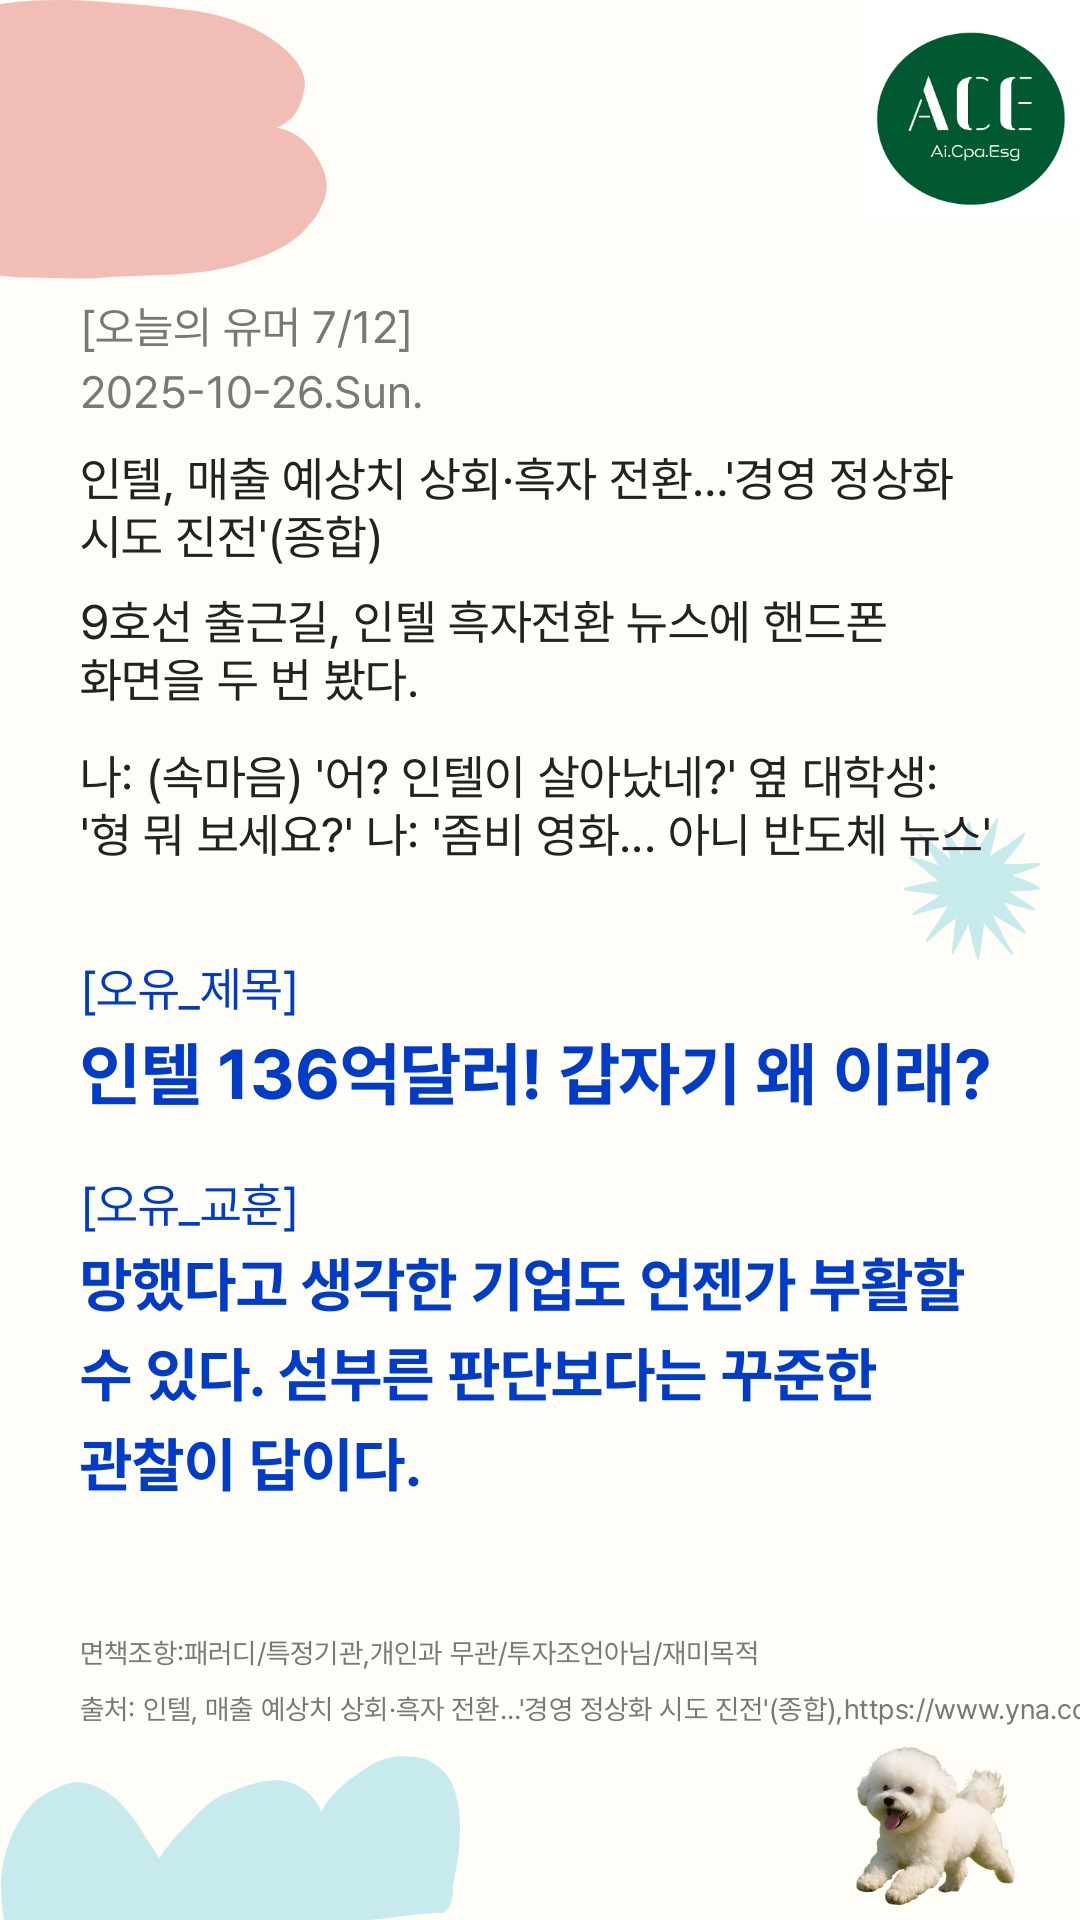 ACE
Ai.Cpa.Esg
[오늘의 유머 7/12]
2025-10-26.Sun.
인텔, 매출 예상치 상회·흑자 전환…'경영 정상화
시도 진전'(종합)
9호선 출근길, 인텔 흑자전환 뉴스에 핸드폰
화면을 두 번 봤다.
나: (속마음) '어? 인텔이 살아났네?' 옆 대학생:
'형 뭐 보세요?' 나: '좀비 영화... 아니 반도체 뉴스'
[오유_제목]
인텔 136억달러! 갑자기 왜 이래?
[오유_교훈]
망했다고 생각한 기업도 언젠가 부활할
수 있다. 섣부른 판단보다는 꾸준한
관찰이 답이다.
면책조항:패러디/특정기관,개인과 무관/투자조언아님/재미목적
출처: 인텔, 매출 예상치 상회·흑자 전환…'경영 정상화 시도 진전'(종합),https://www.yna.co